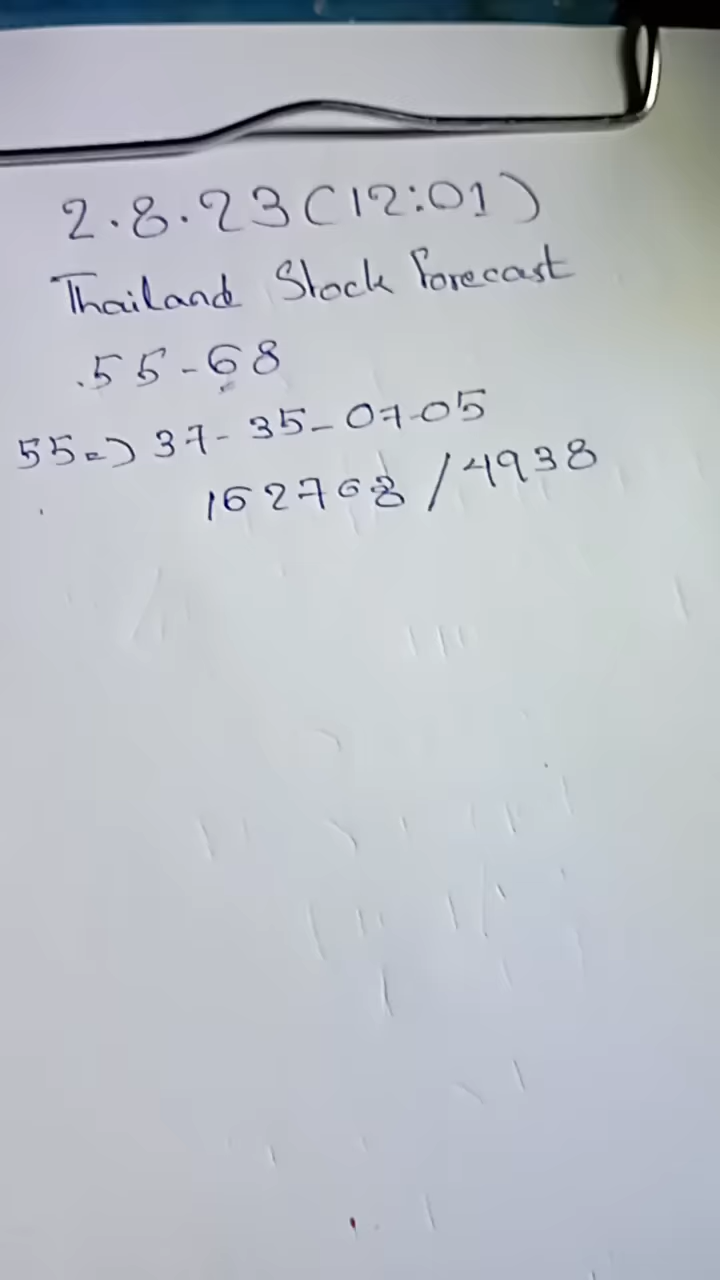 2.8.23(12:01)
Thailand Stock Forecast
.55-68
55=) 37-35-07-05
162768/4938